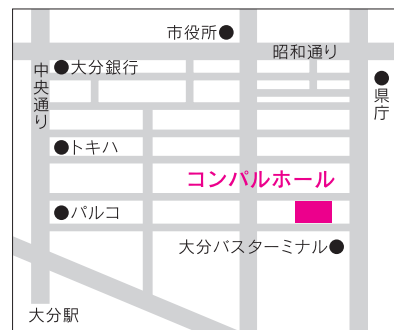 市役所
昭和通り
中央通り
大分銀行
県庁
トキハ
コンパルホール
パルコ
大分バスターミナル
大分駅